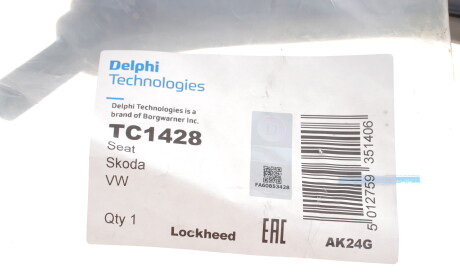 Delphi
Technologies
Delphi Technologies is a
brand of Borgwarner Inc.
TC1428
Seat
Skoda
VW
FA60853428
Qty 1
Lockheed
EAC
AK24G
5 012759 351406